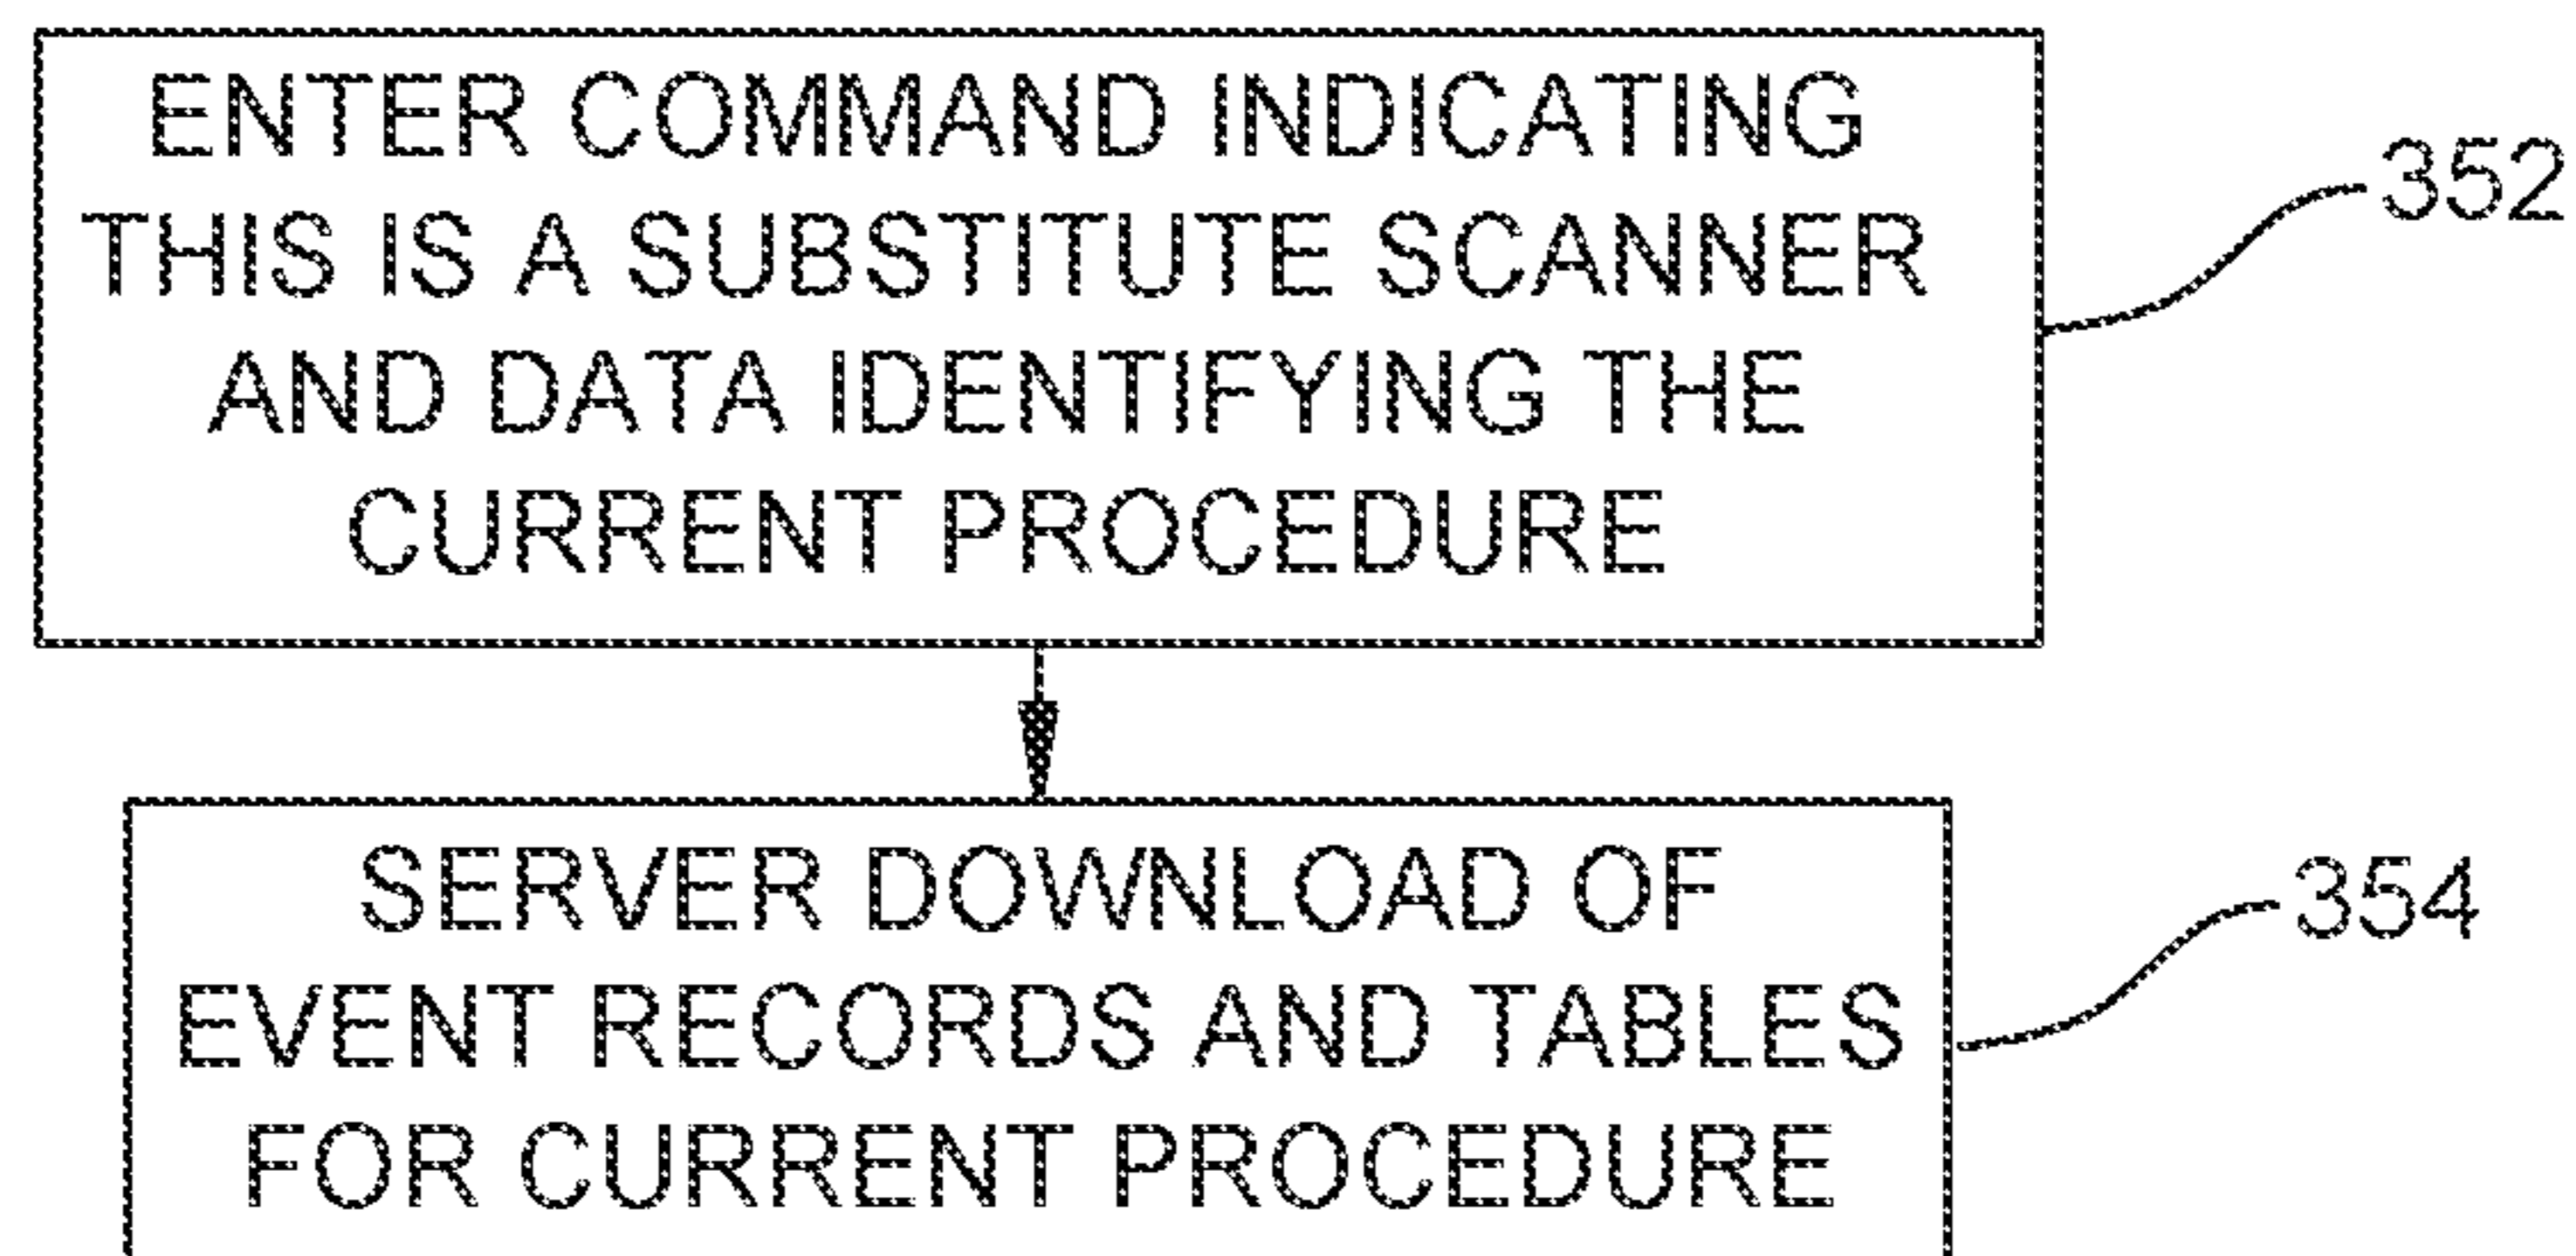 ENTER COMMAND INDICATING
THIS IS A SUBSTITUTE SCANNER
AND DATA IDENTIFYING THE
CURRENT PROCEDURE
352
SERVER DOWNLOAD OF
EVENT RECORDS AND TABLES
FOR CURRENT PROCEDURE
354